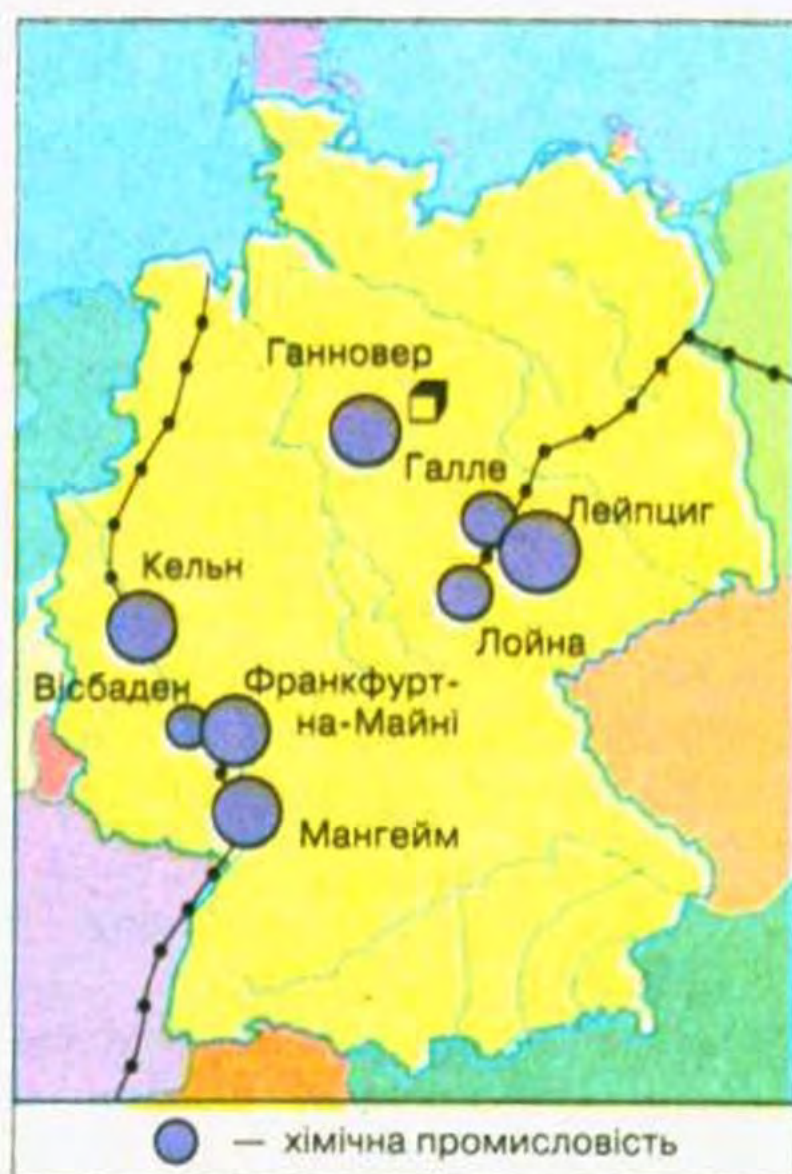 Ганновер
Галле
Лейпциг
Кельн
Лойна
Вісбаден
Франкфурт-
на-Майні
Мангейм
— хімічна промисловість